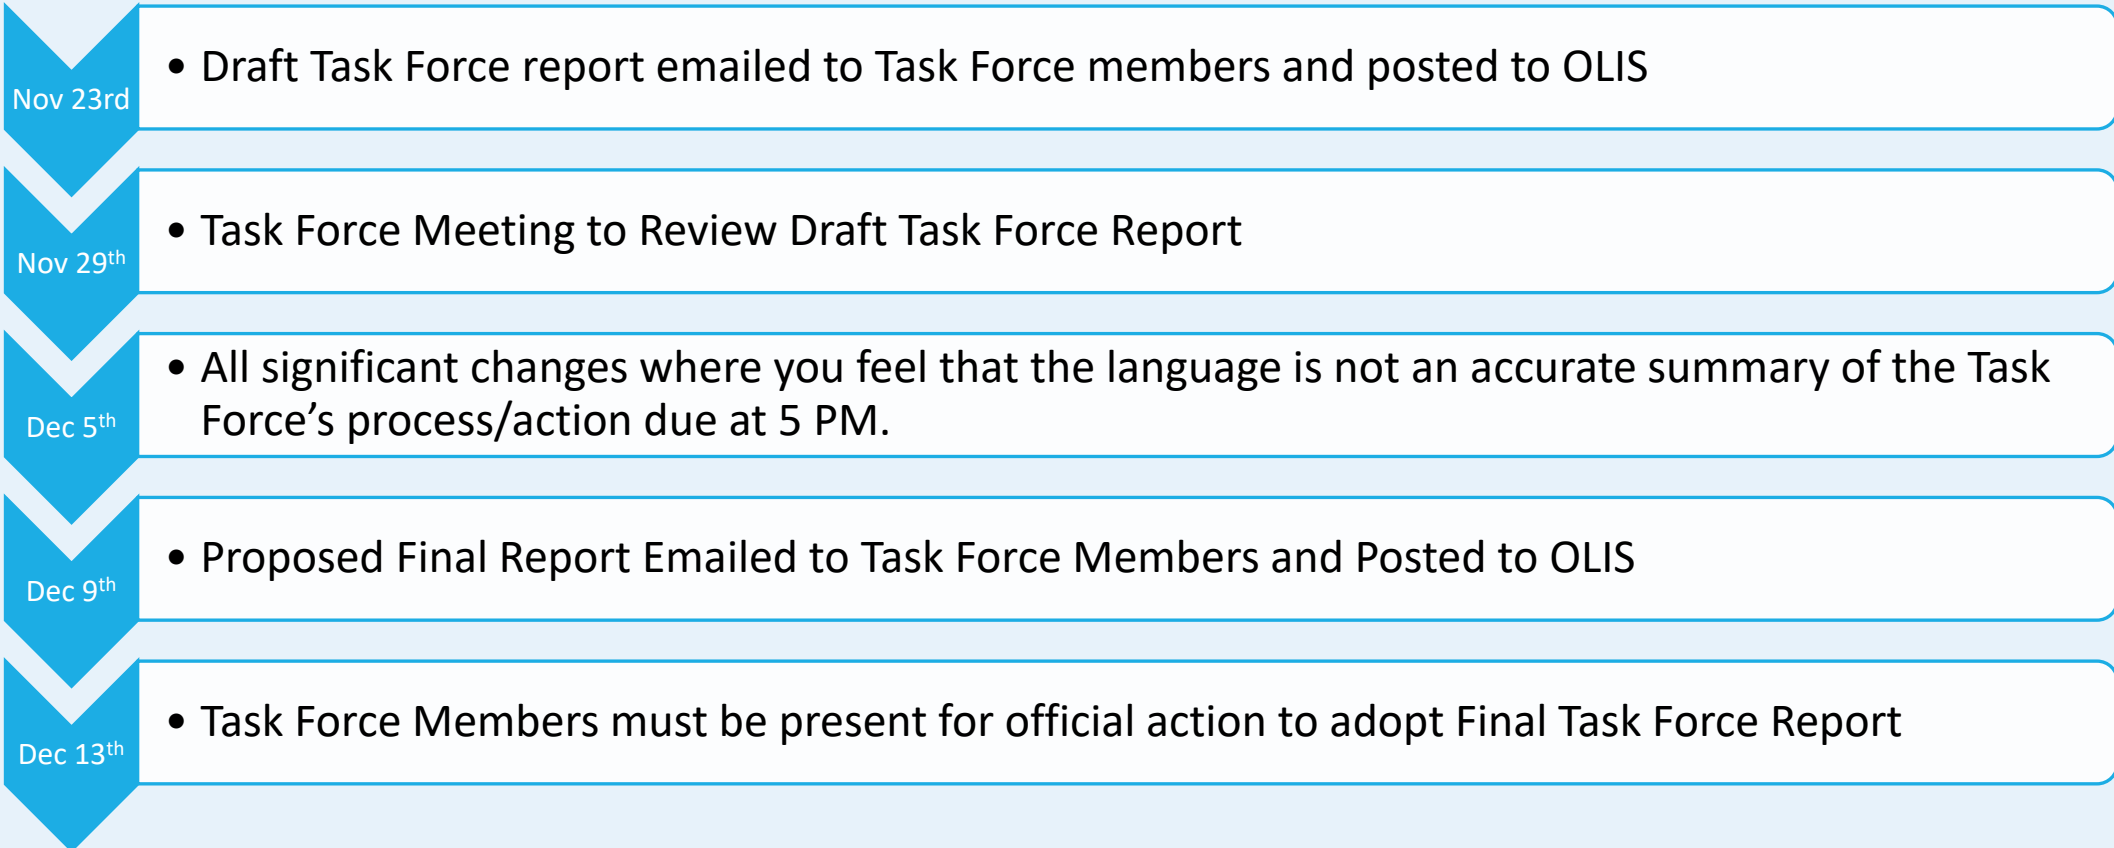 Nov 23rd
• Draft Task Force report emailed to Task Force members and posted to OLIS
Nov 29th
• Task Force Meeting to Review Draft Task Force Report
Dec 5th
• All significant changes where you feel that the language is not an accurate summary of the Task
Force’s process/action due at 5 PM.
Dec 9th
• Proposed Final Report Emailed to Task Force Members and Posted to OLIS
Dec 13th
• Task Force Members must be present for official action to adopt Final Task Force Report